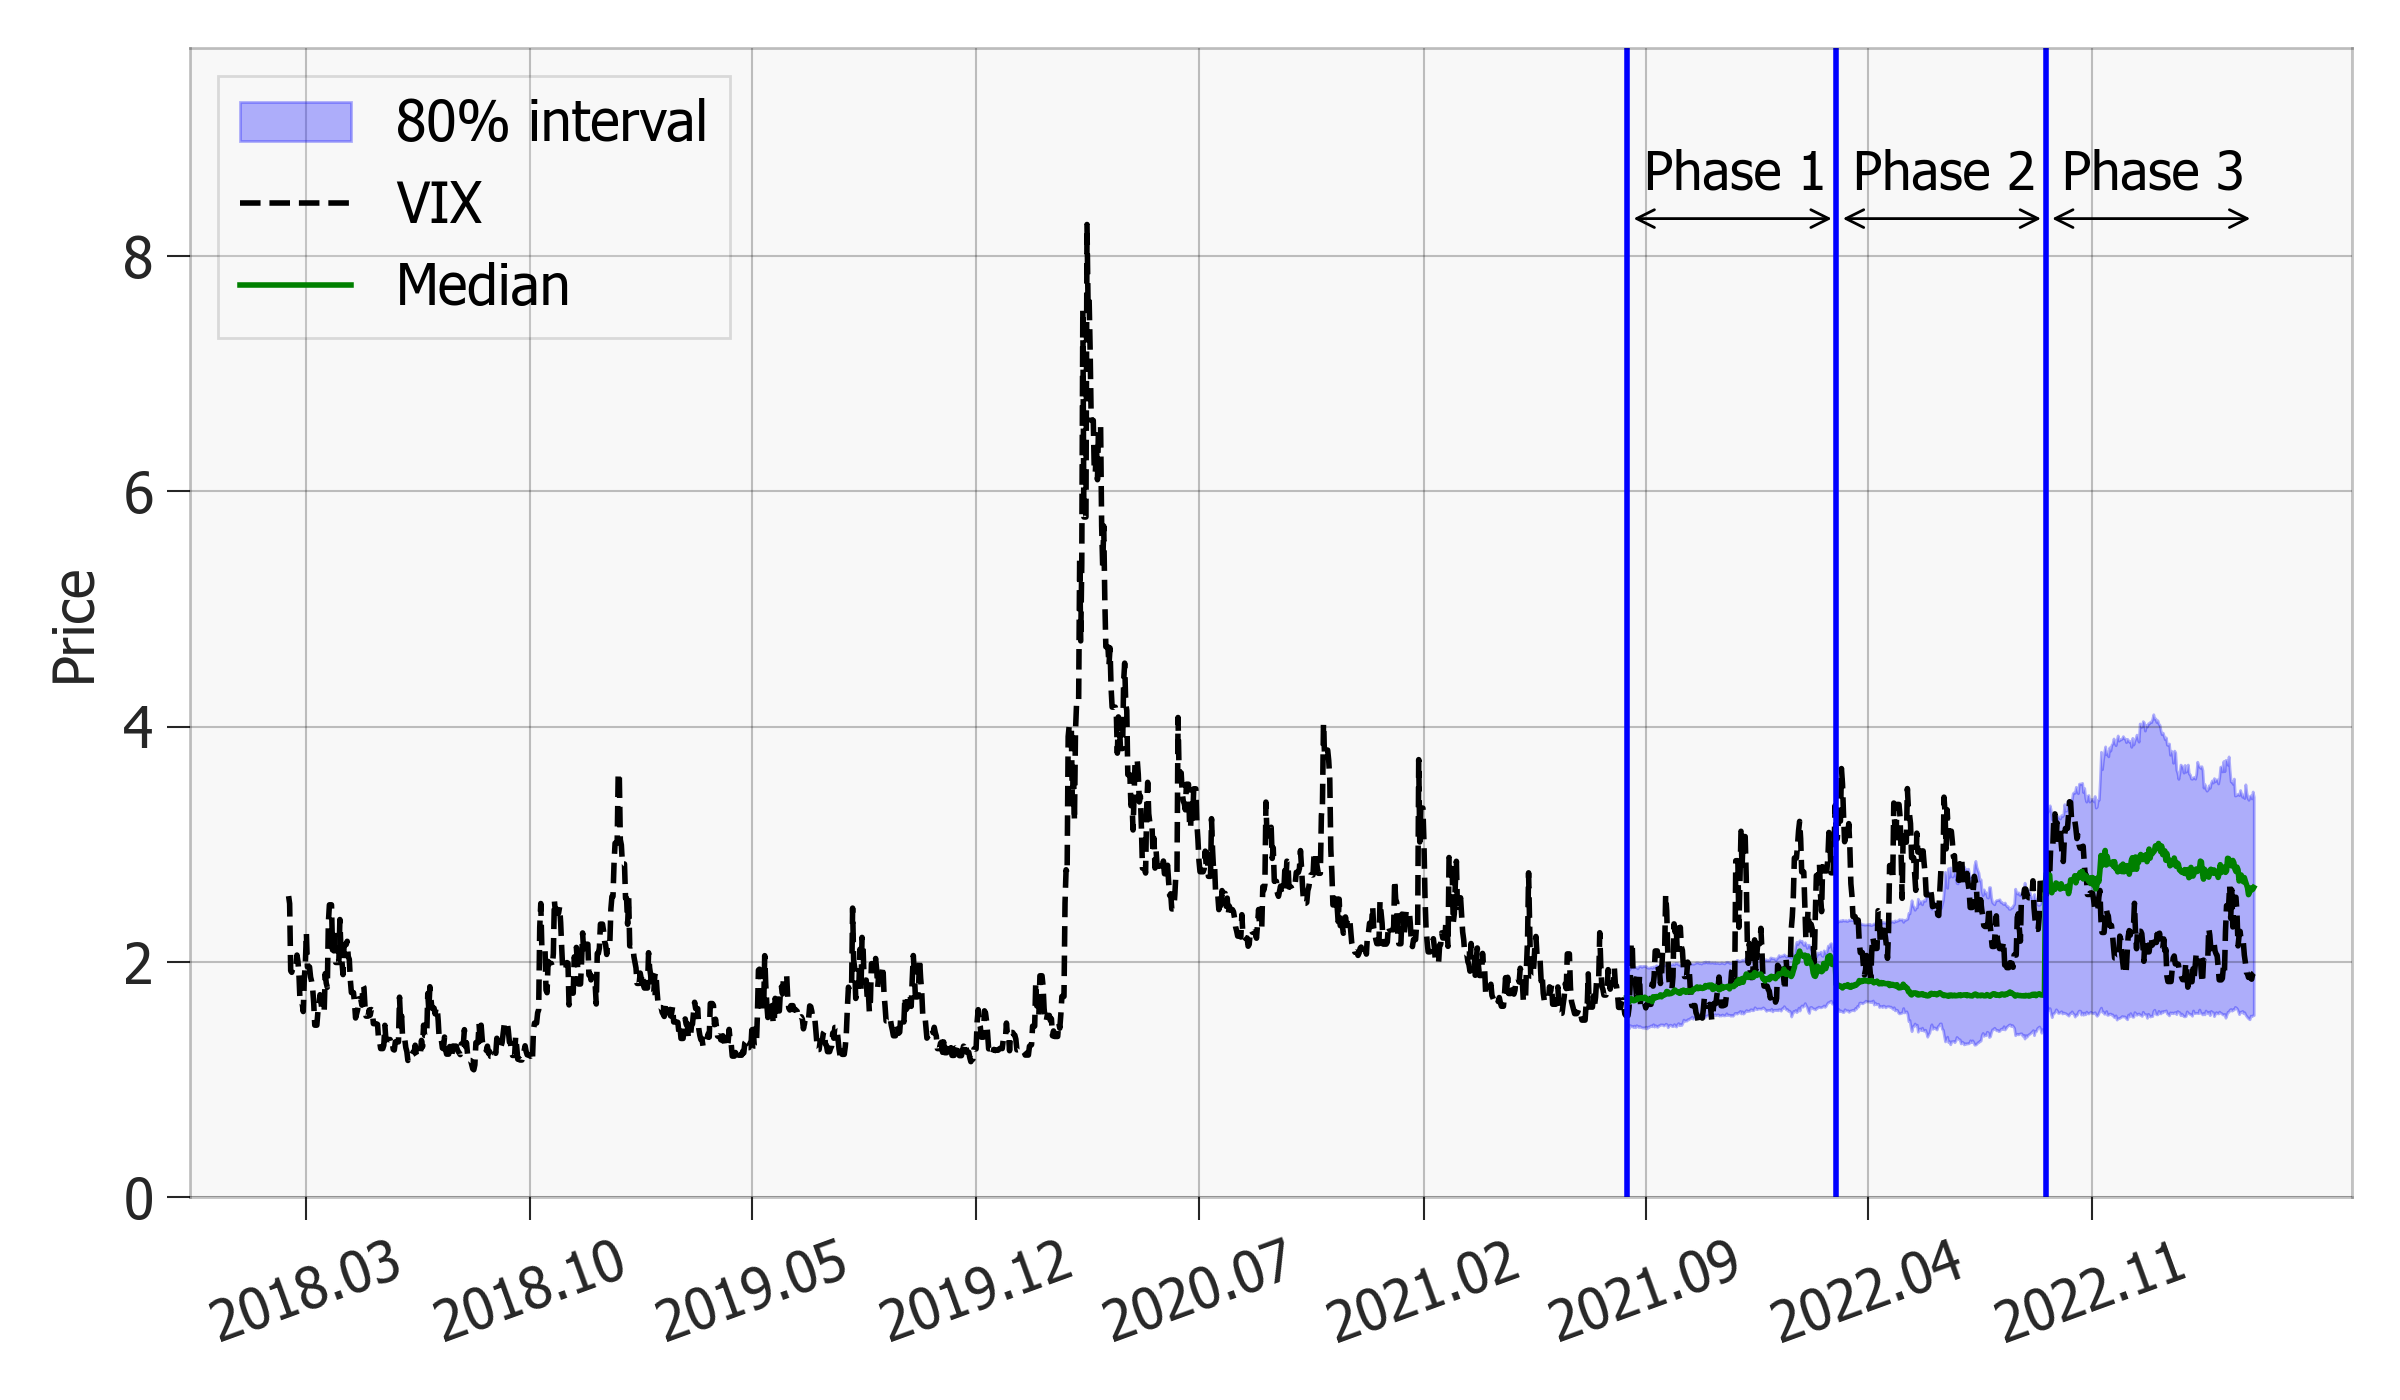 80% interval
VIX
Median
Phase 1
Phase 2
Phase 3
Price
8
6
4
2
0
2018.03
2018.10
2019.05
2019.12
2020.07
2021.02
2021.09
2022.04
2022.11